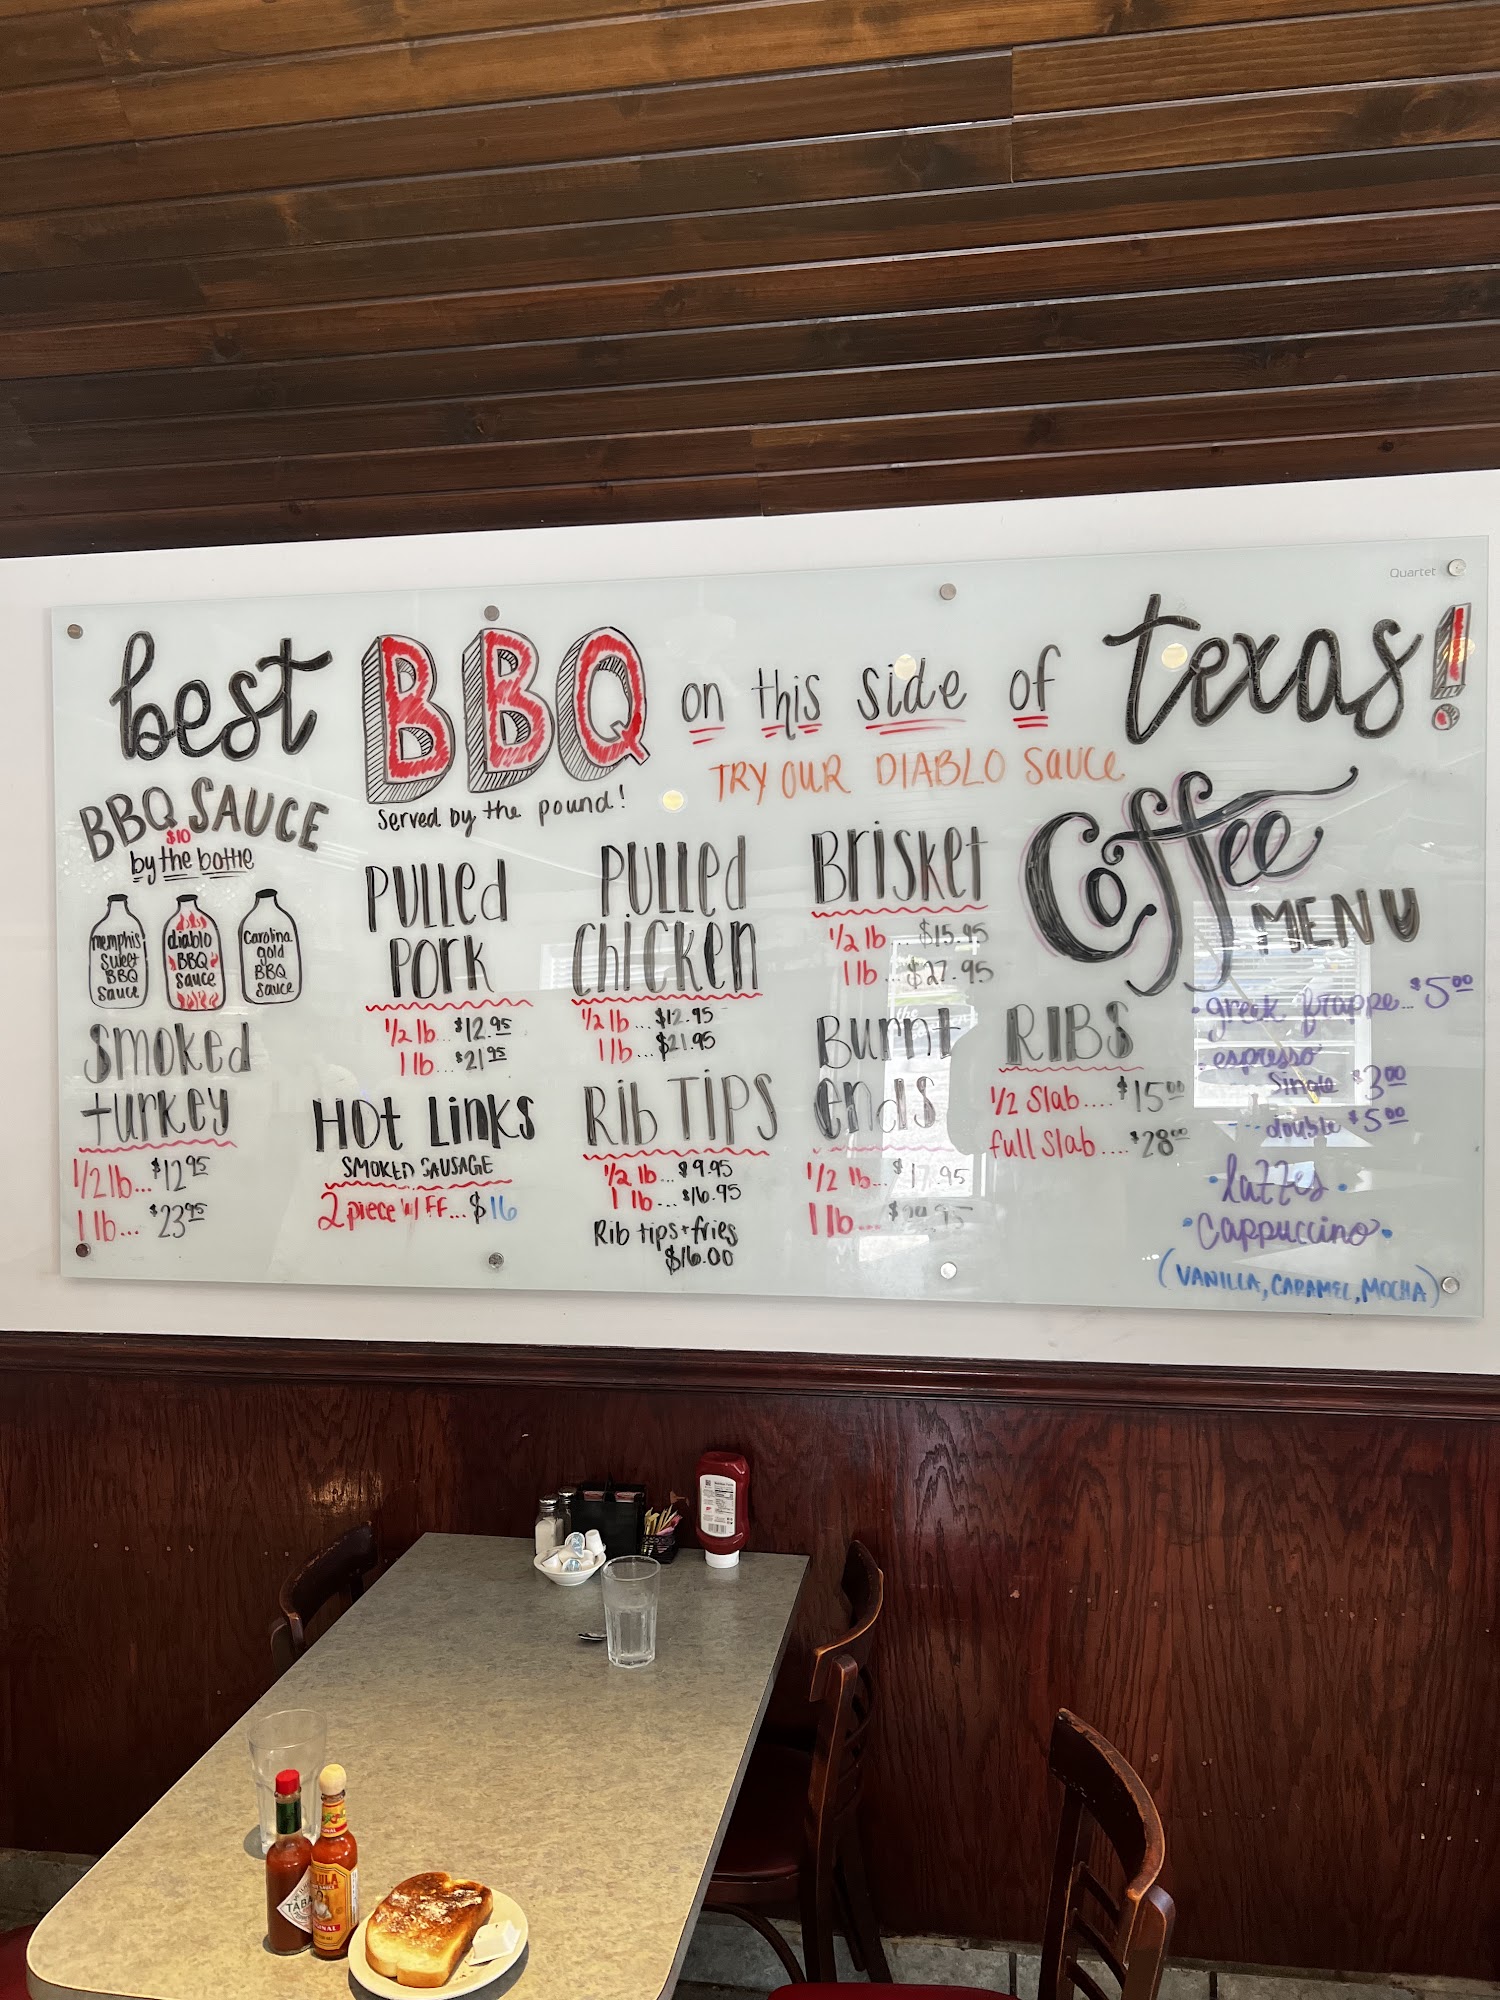 Quartet
best BBQ on this side of texas!
TRY OUR DIABLO sauce
served by the pound!
BBQ SAUCE
$10
by the bottle
memphis
sweet
BBQ
sauce
diablo
BBQ
sauce
Carolina
gold
BBQ
sauce
smoked
turkey
1/2 lb... $12.95
1 lb... $23.95
PULLED
PORK
1/2 lb... $12.95
1 lb... $21.95
HOT LINKS
SMOKED SAUSAGE
2 piece w/ FF... $16
PULLED
CHICKEN
1/2 lb... $12.95
1 lb... $21.95
Rib TIPS
1/2 lb... $9.95
1 lb... $16.95
Rib tips + fries
$16.00
Brisket
1/2 lb... $15.95
1 lb... $27.95
Burnt
ends
1/2 lb... $17.95
1 lb...
RIBS
1/2 Slab.... $15.00
full slab.... $28.00
Coffee
MENU
• greek frappe... $5.00
• espresso
single $3.00
--- double $5.00
• lattes •
• Cappuccino •
(VANILLA, CARAMEL, MOCHA)
TABA
LULA